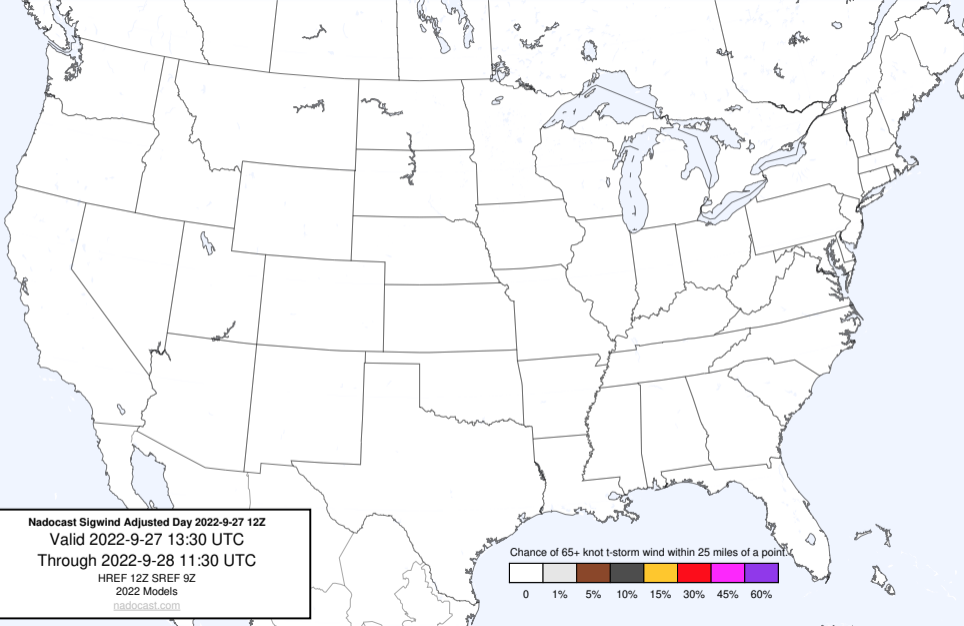 Nadocast Sigwind Adjusted Day 2022-9-27 12Z
Valid 2022-9-27 13:30 UTC
Through 2022-9-28 11:30 UTC
HREF 12Z SREF 9Z
2022 Models
nadocast.com
Chance of 65+ knot t-storm wind within 25 miles of a point.
0 1% 5% 10% 15% 30% 45% 60%